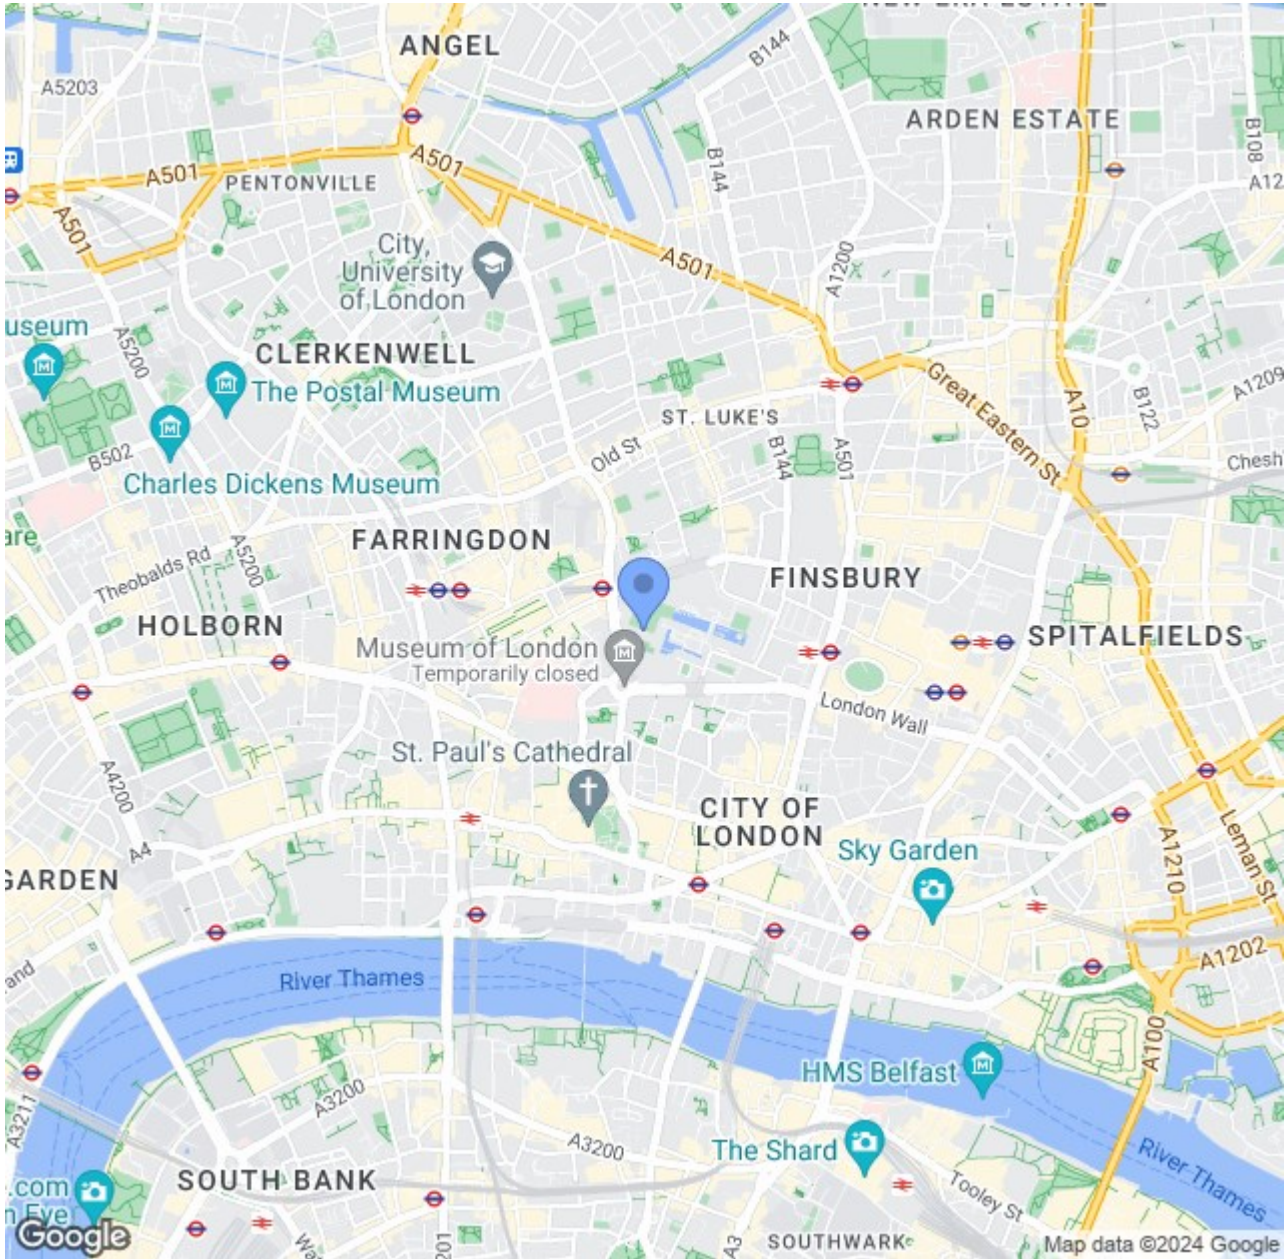 NEW ERA ESTATE
ANGEL
B144
A5203
ARDEN ESTATE
B108
A501
A501
B144
PENTONVILLE
A12
A501
City,
University
of London
A501
A1200
useum
A5200
CLERKENWELL
The Postal Museum
Great Eastern St
A10
B122
A1209
ST. LUKE'S
Old St
B144
A501
B502
Chesh
Charles Dickens Museum
are
FARRINGDON
A5200
Theobalds Rd
FINSBURY
HOLBORN
SPITALFIELDS
Museum of London
Temporarily closed
London Wall
St. Paul's Cathedral
A4200
CITY OF
LONDON
A4
Sky Garden
A1210
Leman St
GARDEN
A1202
and
River Thames
A100
HMS Belfast
A3211
A3200
A3200
The Shard
River Thames
SOUTH BANK
Tooley St
.com
n Eye
201
A3
SOUTHWARK
Wa
Google
Map data ©2024 Google